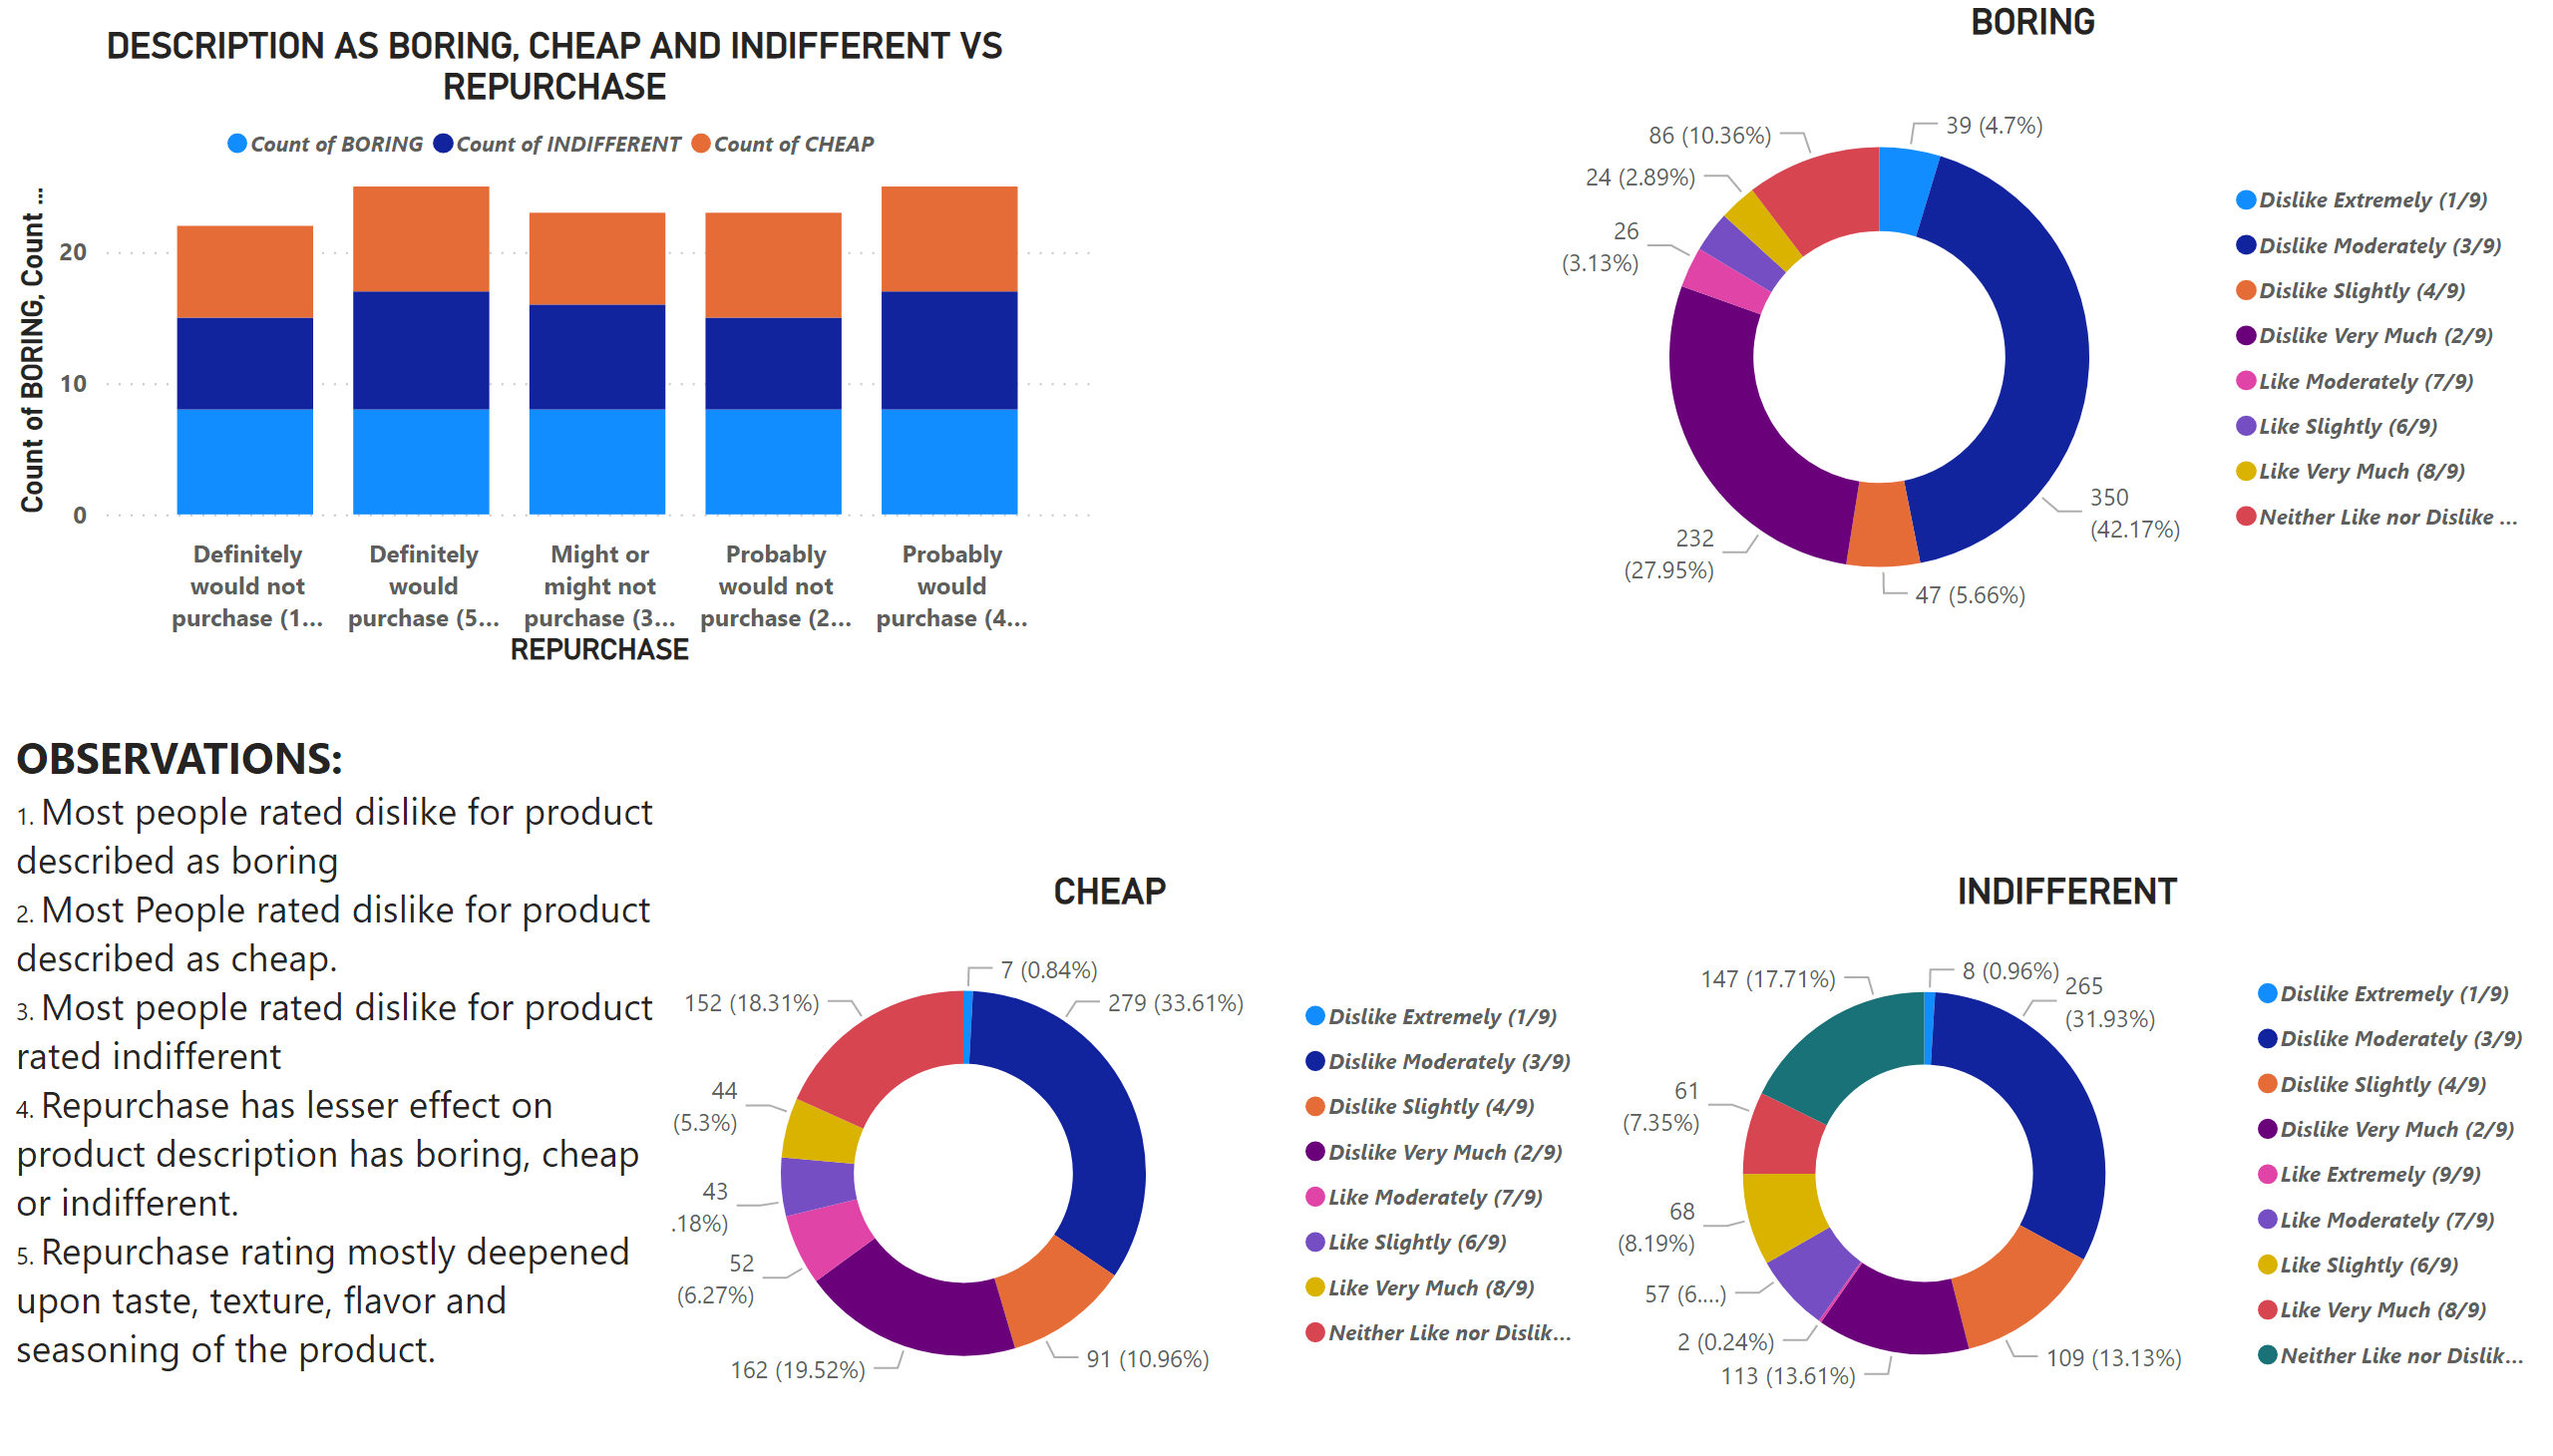 DESCRIPTION AS BORING, CHEAP AND INDIFFERENT VS
REPURCHASE
Count of BORING Count of INDIFFERENT Count of CHEAP
Count of BORING, Count ...
20
10
0
Definitely
would not
purchase (1...
Definitely
would
purchase (5...
Might or
might not
purchase (3...
Probably
would not
purchase (2...
Probably
would
purchase (4...
REPURCHASE
BORING
39 (4.7%)
350
(42.17%)
47 (5.66%)
232
(27.95%)
26
(3.13%)
24 (2.89%)
86 (10.36%)
Dislike Extremely (1/9)
Dislike Moderately (3/9)
Dislike Slightly (4/9)
Dislike Very Much (2/9)
Like Moderately (7/9)
Like Slightly (6/9)
Like Very Much (8/9)
Neither Like nor Dislike ...
OBSERVATIONS:
1. Most people rated dislike for product
described as boring
2. Most People rated dislike for product
described as cheap.
3. Most people rated dislike for product
rated indifferent
4. Repurchase has lesser effect on
product description has boring, cheap
or indifferent.
5. Repurchase rating mostly deepened
upon taste, texture, flavor and
seasoning of the product.
CHEAP
7 (0.84%)
279 (33.61%)
91 (10.96%)
162 (19.52%)
52
(6.27%)
43
.18%)
44
(5.3%)
152 (18.31%)
Dislike Extremely (1/9)
Dislike Moderately (3/9)
Dislike Slightly (4/9)
Dislike Very Much (2/9)
Like Moderately (7/9)
Like Slightly (6/9)
Like Very Much (8/9)
Neither Like nor Dislik...
INDIFFERENT
8 (0.96%)
265
(31.93%)
109 (13.13%)
113 (13.61%)
2 (0.24%)
57 (6....)
68
(8.19%)
61
(7.35%)
147 (17.71%)
Dislike Extremely (1/9)
Dislike Moderately (3/9)
Dislike Slightly (4/9)
Dislike Very Much (2/9)
Like Extremely (9/9)
Like Moderately (7/9)
Like Slightly (6/9)
Like Very Much (8/9)
Neither Like nor Dislik...